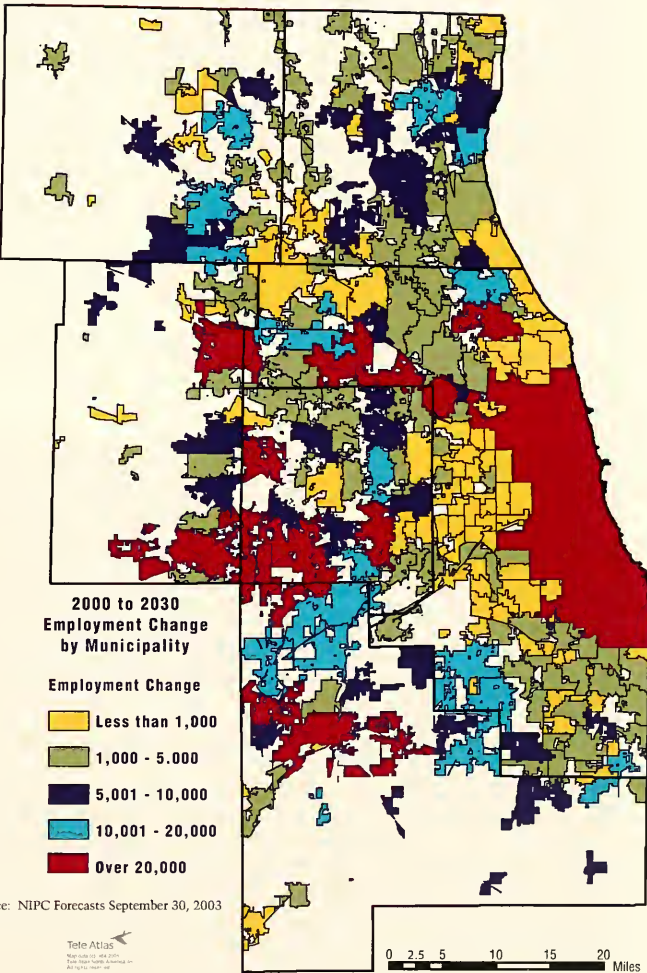 2000 to 2030
Employment Change
by Municipality
Employment Change
Less than 1,000
1,000 - 5.000
5,001 - 10,000
10,001 - 20,000
Over 20,000
ce: NIPC Forecasts September 30, 2003
Tele Atlas
0 2.5 5 10 15 20
Miles